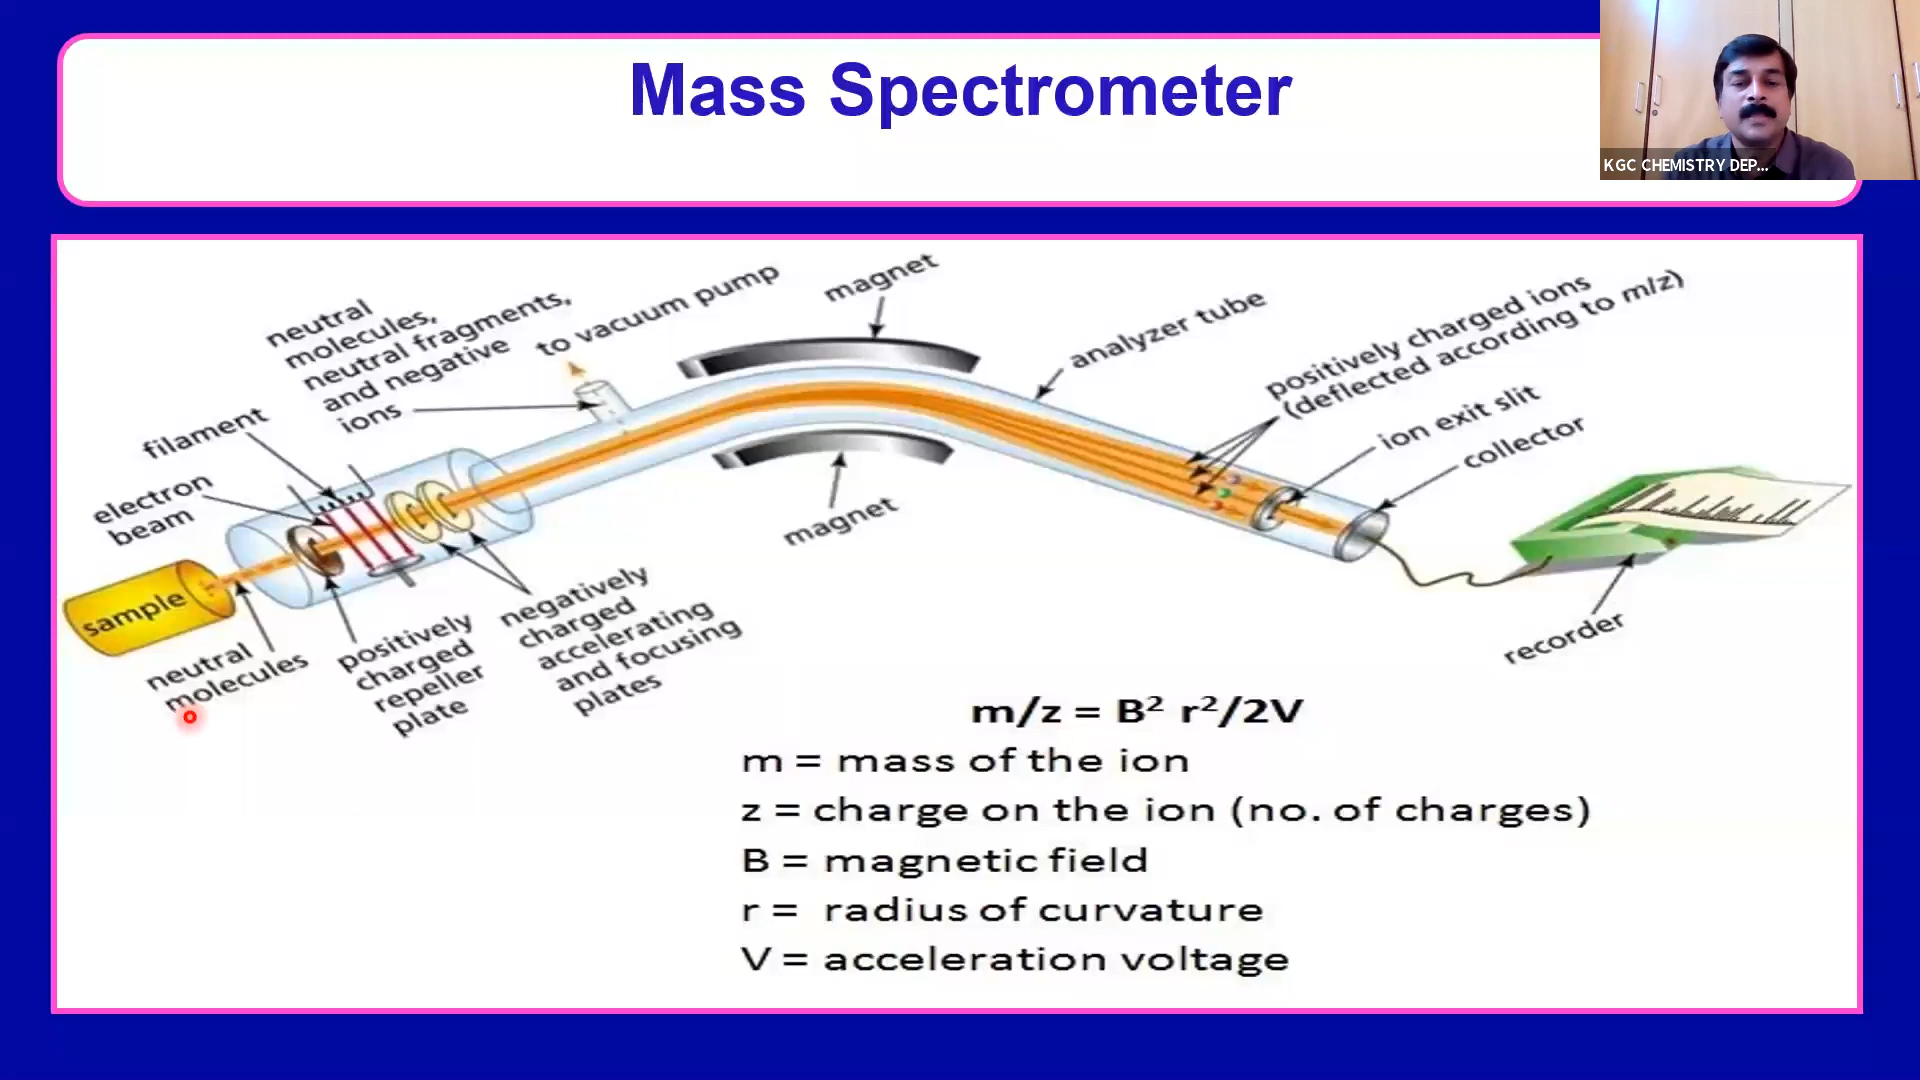 Mass Spectrometer
KGC CHEMISTRY DEP...
neutral
molecules,
neutral fragments,
and negative
ions
to vacuum pump
magnet
analyzer tube
positively charged ions
(deflected according to m/z)
ion exit slit
collector
filament
electron
beam
magnet
sample
neutral
molecules
positively
charged
repeller
plate
negatively
charged
accelerating
and focusing
plates
recorder
m/z = B² r²/2V
m = mass of the ion
z = charge on the ion (no. of charges)
B = magnetic field
r = radius of curvature
V = acceleration voltage